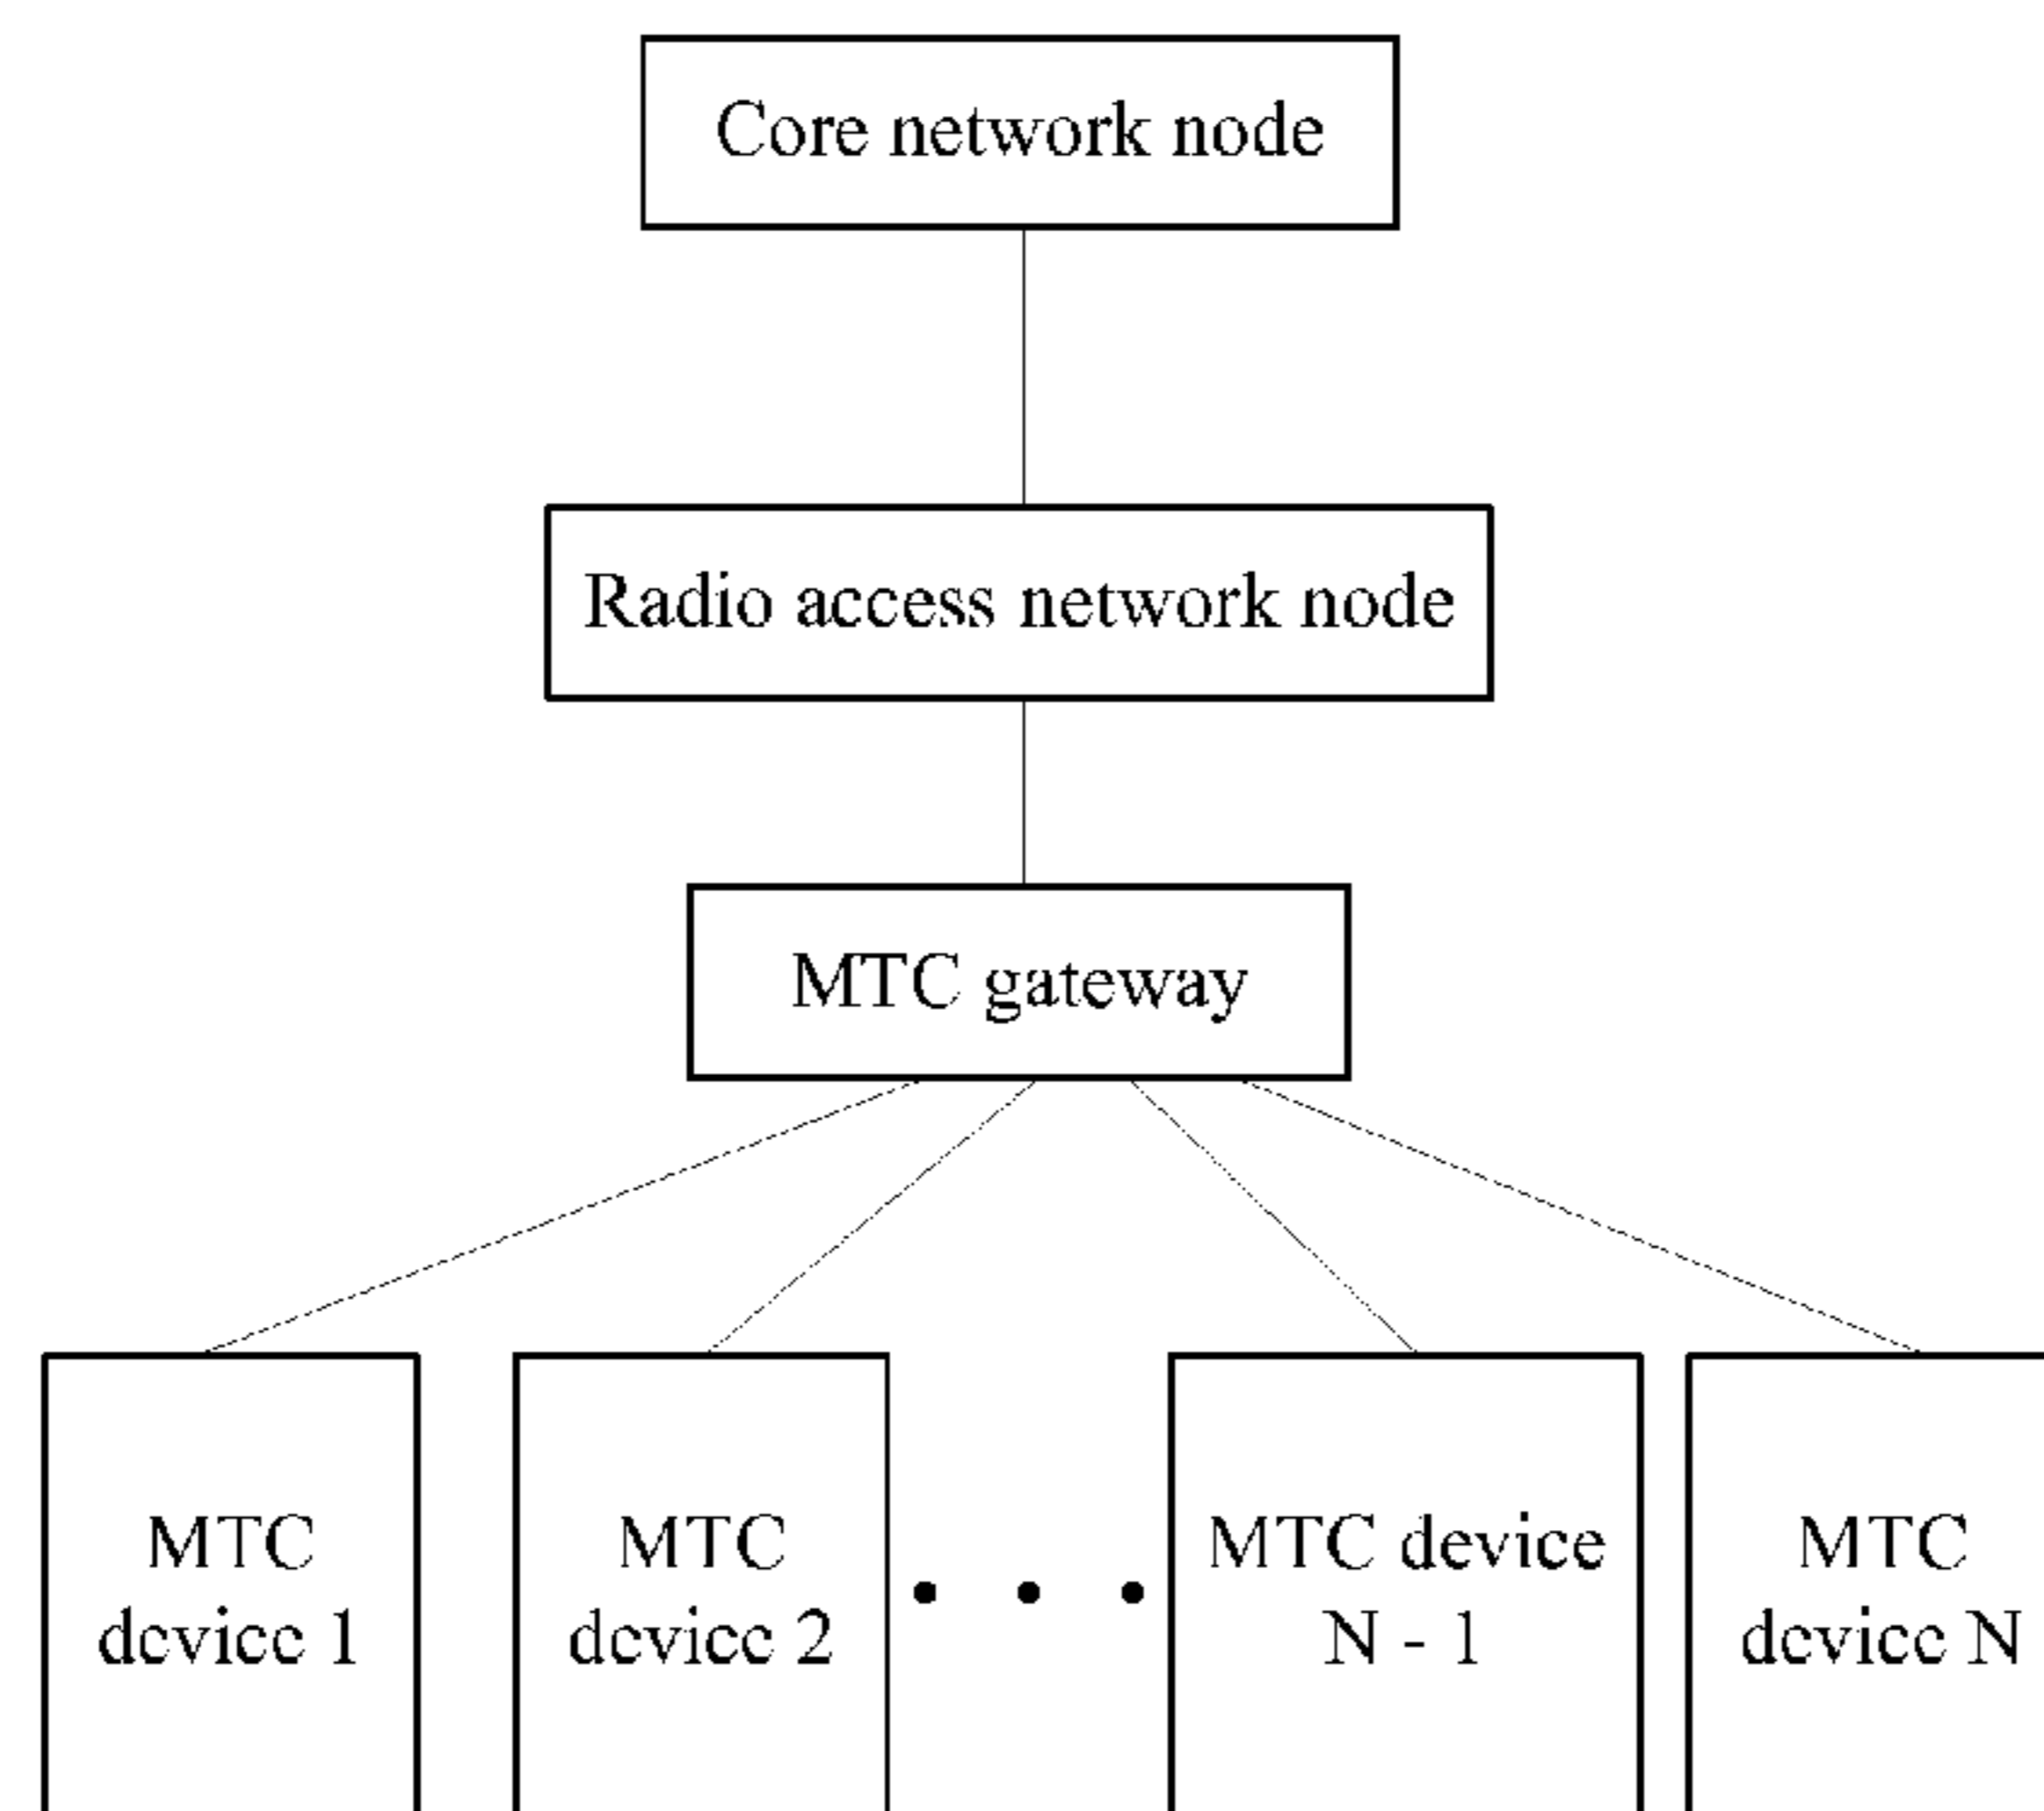 Core network node
Radio access network node
MTC gateway
MTC
device 1
MTC
device 2
MTC device
N - 1
MTC
device N